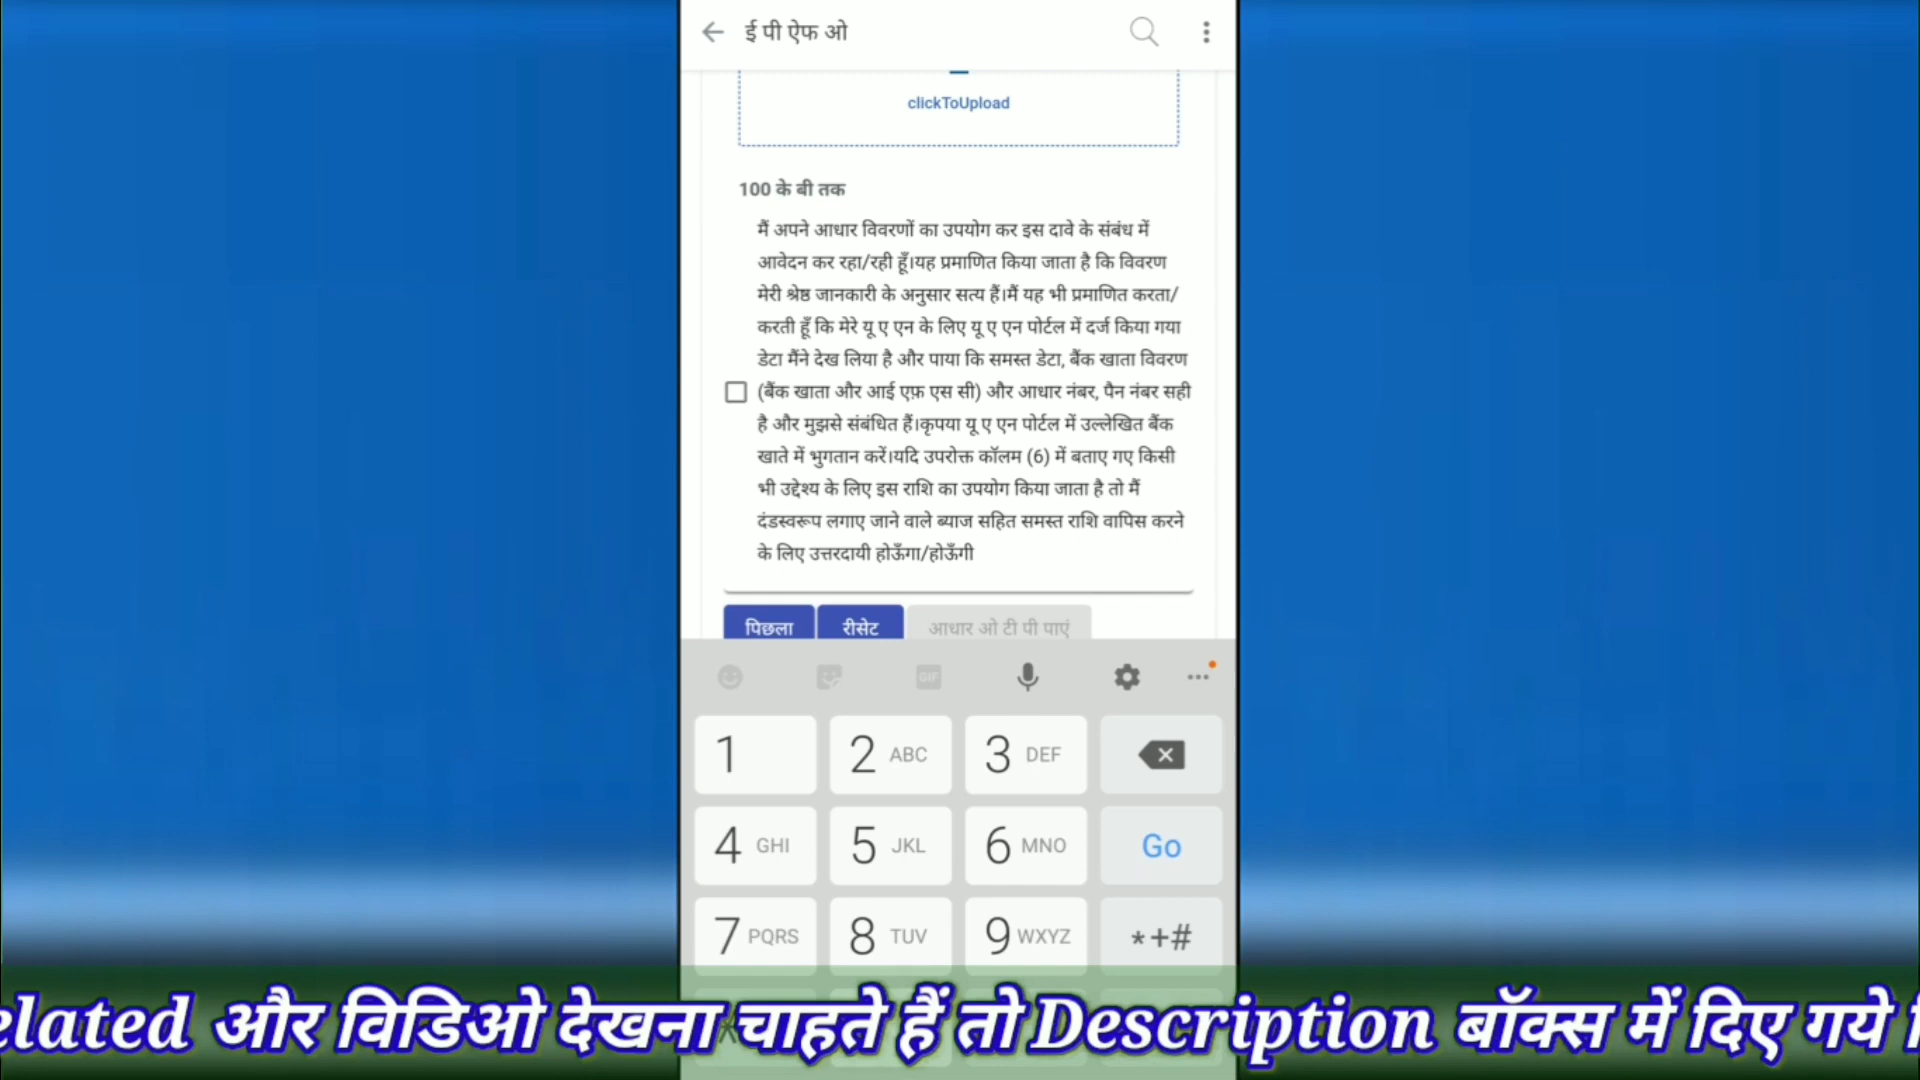 ई पी ऐफ ओ
clickToUpload
100 के बी तक
मैं अपने आधार विवरणों का उपयोग कर इस दावे के संबंध में
आवेदन कर रहा/रही हूँ।यह प्रमाणित किया जाता है कि विवरण
मेरी श्रेष्ठ जानकारी के अनुसार सत्य हैं।मैं यह भी प्रमाणित करता/
करती हूँ कि मेरे यू ए एन के लिए यू ए एन पोर्टल में दर्ज किया गया
डेटा मैंने देख लिया है और पाया कि समस्त डेटा, बैंक खाता विवरण
(बैंक खाता और आई एफ़ एस सी) और आधार नंबर, पैन नंबर सही
है और मुझसे संबंधित हैं।कृपया यू ए एन पोर्टल में उल्लेखित बैंक
खाते में भुगतान करें।यदि उपरोक्त कॉलम (6) में बताए गए किसी
भी उद्देश्य के लिए इस राशि का उपयोग किया जाता है तो मैं
दंडस्वरूप लगाए जाने वाले ब्याज सहित समस्त राशि वापिस करने
के लिए उत्तरदायी होऊँगा/होऊँगी
पिछला रीसेट आधार ओ टी पी पाएं
GIF
1 2 ABC 3 DEF
4 GHI 5 JKL 6 MNO Go
7 PQRS 8 TUV 9 WXYZ *+#
elated और विडिओ देखना चाहते हैं तो Description बॉक्स में दिए गये